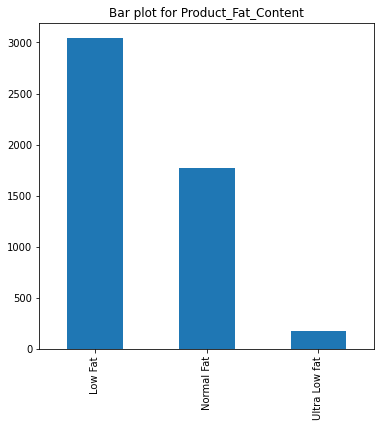 Bar plot for Product_Fat_Content
3000
2500
2000
1500
1000
500
0
Low Fat
Normal Fat
Ultra Low fat